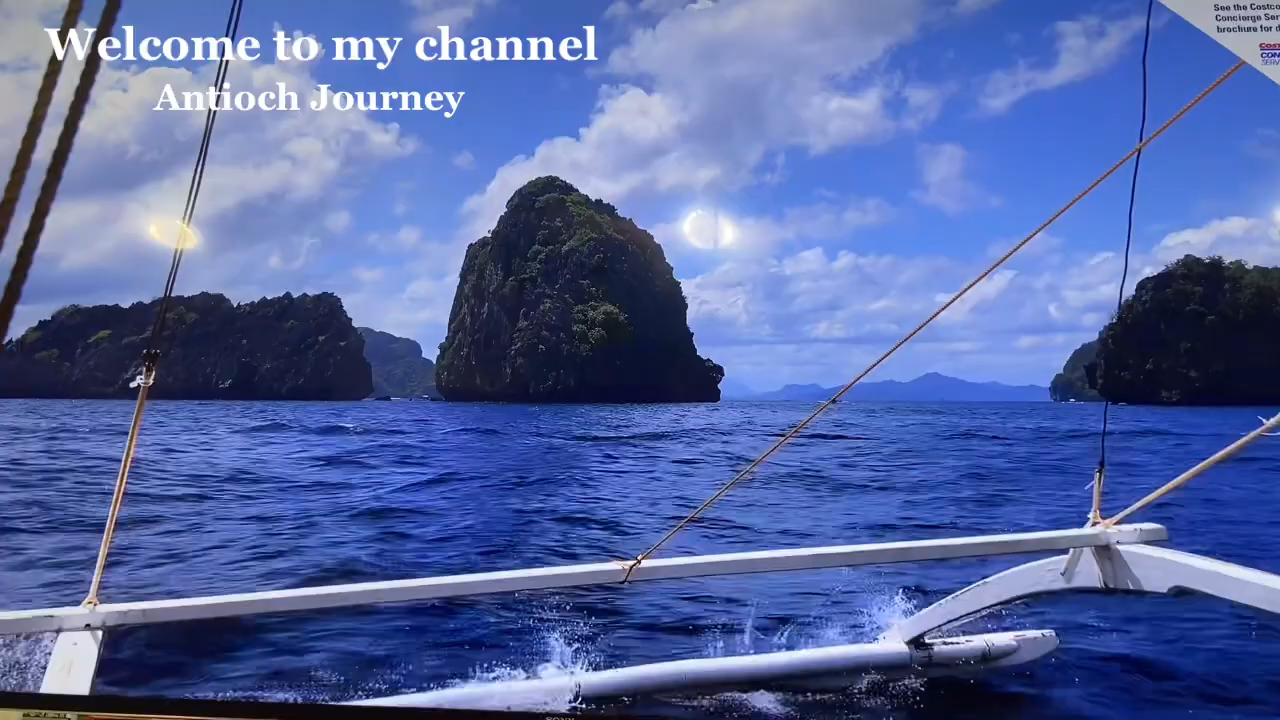 Welcome to my channel
Antioch Journey
See the Costco
Concierge Ser
brochure for d